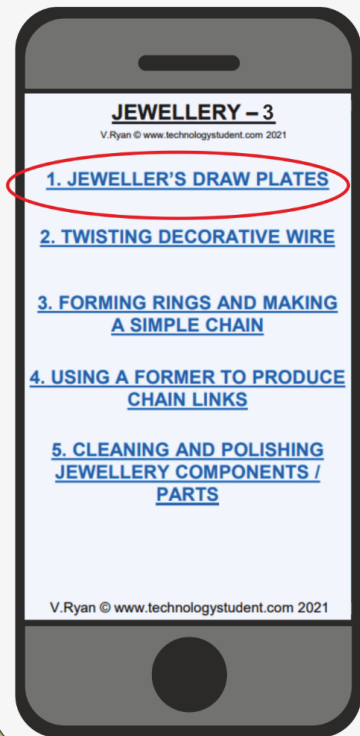 JEWELLERY – 3
V.Ryan © www.technologystudent.com 2021
1. JEWELLER’S DRAW PLATES
2. TWISTING DECORATIVE WIRE
3. FORMING RINGS AND MAKING
A SIMPLE CHAIN
4. USING A FORMER TO PRODUCE
CHAIN LINKS
5. CLEANING AND POLISHING
JEWELLERY COMPONENTS /
PARTS
V.Ryan © www.technologystudent.com 2021